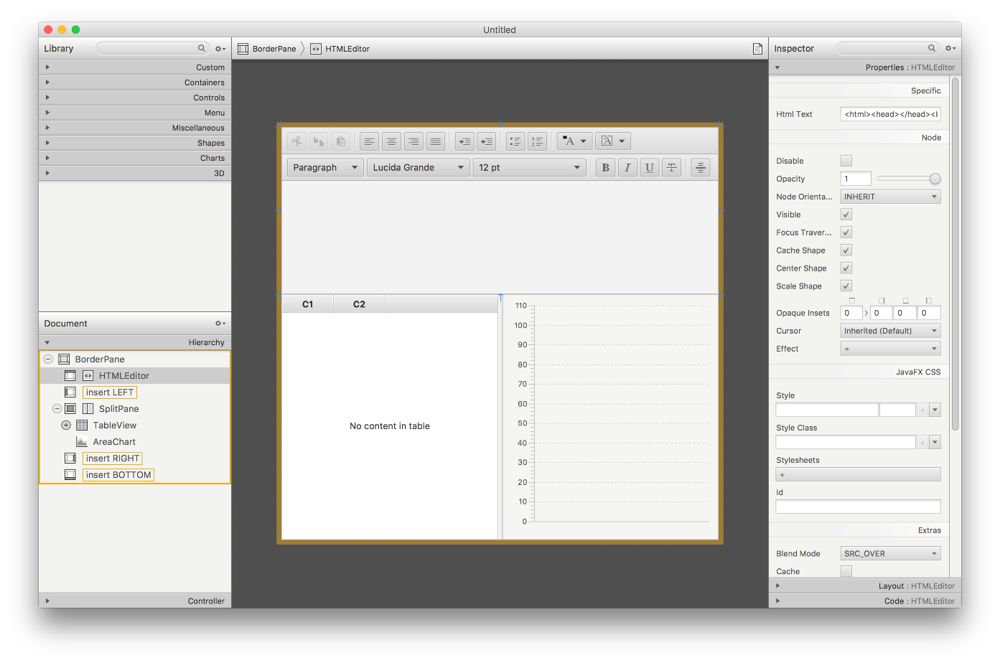 Untitled
Library
Custom
Containers
Controls
Menu
Miscellaneous
Shapes
Charts
3D
Document
Hierarchy
BorderPane
<> HTMLEditor
insert LEFT
SplitPane
TableView
AreaChart
insert RIGHT
insert BOTTOM
Controller
BorderPane <> HTMLEditor
A A
Paragraph Lucida Grande 12 pt B I U T
C1 C2
No content in table
110
100
90
80
70
60
50
40
30
20
10
0
Inspector
Properties : HTMLEditor
Specific
Html Text <html><head></head><
Node
Disable
Opacity 1
Node Orienta... INHERIT
Visible
Focus Traver...
Cache Shape
Center Shape
Scale Shape
Opaque Insets 0 > 0 0 0
Cursor Inherited (Default)
Effect +
JavaFX CSS
Style
+
Style Class
+
Stylesheets
+
Id
Extras
Blend Mode SRC_OVER
Cache
Layout : HTMLEditor
Code : HTMLEditor